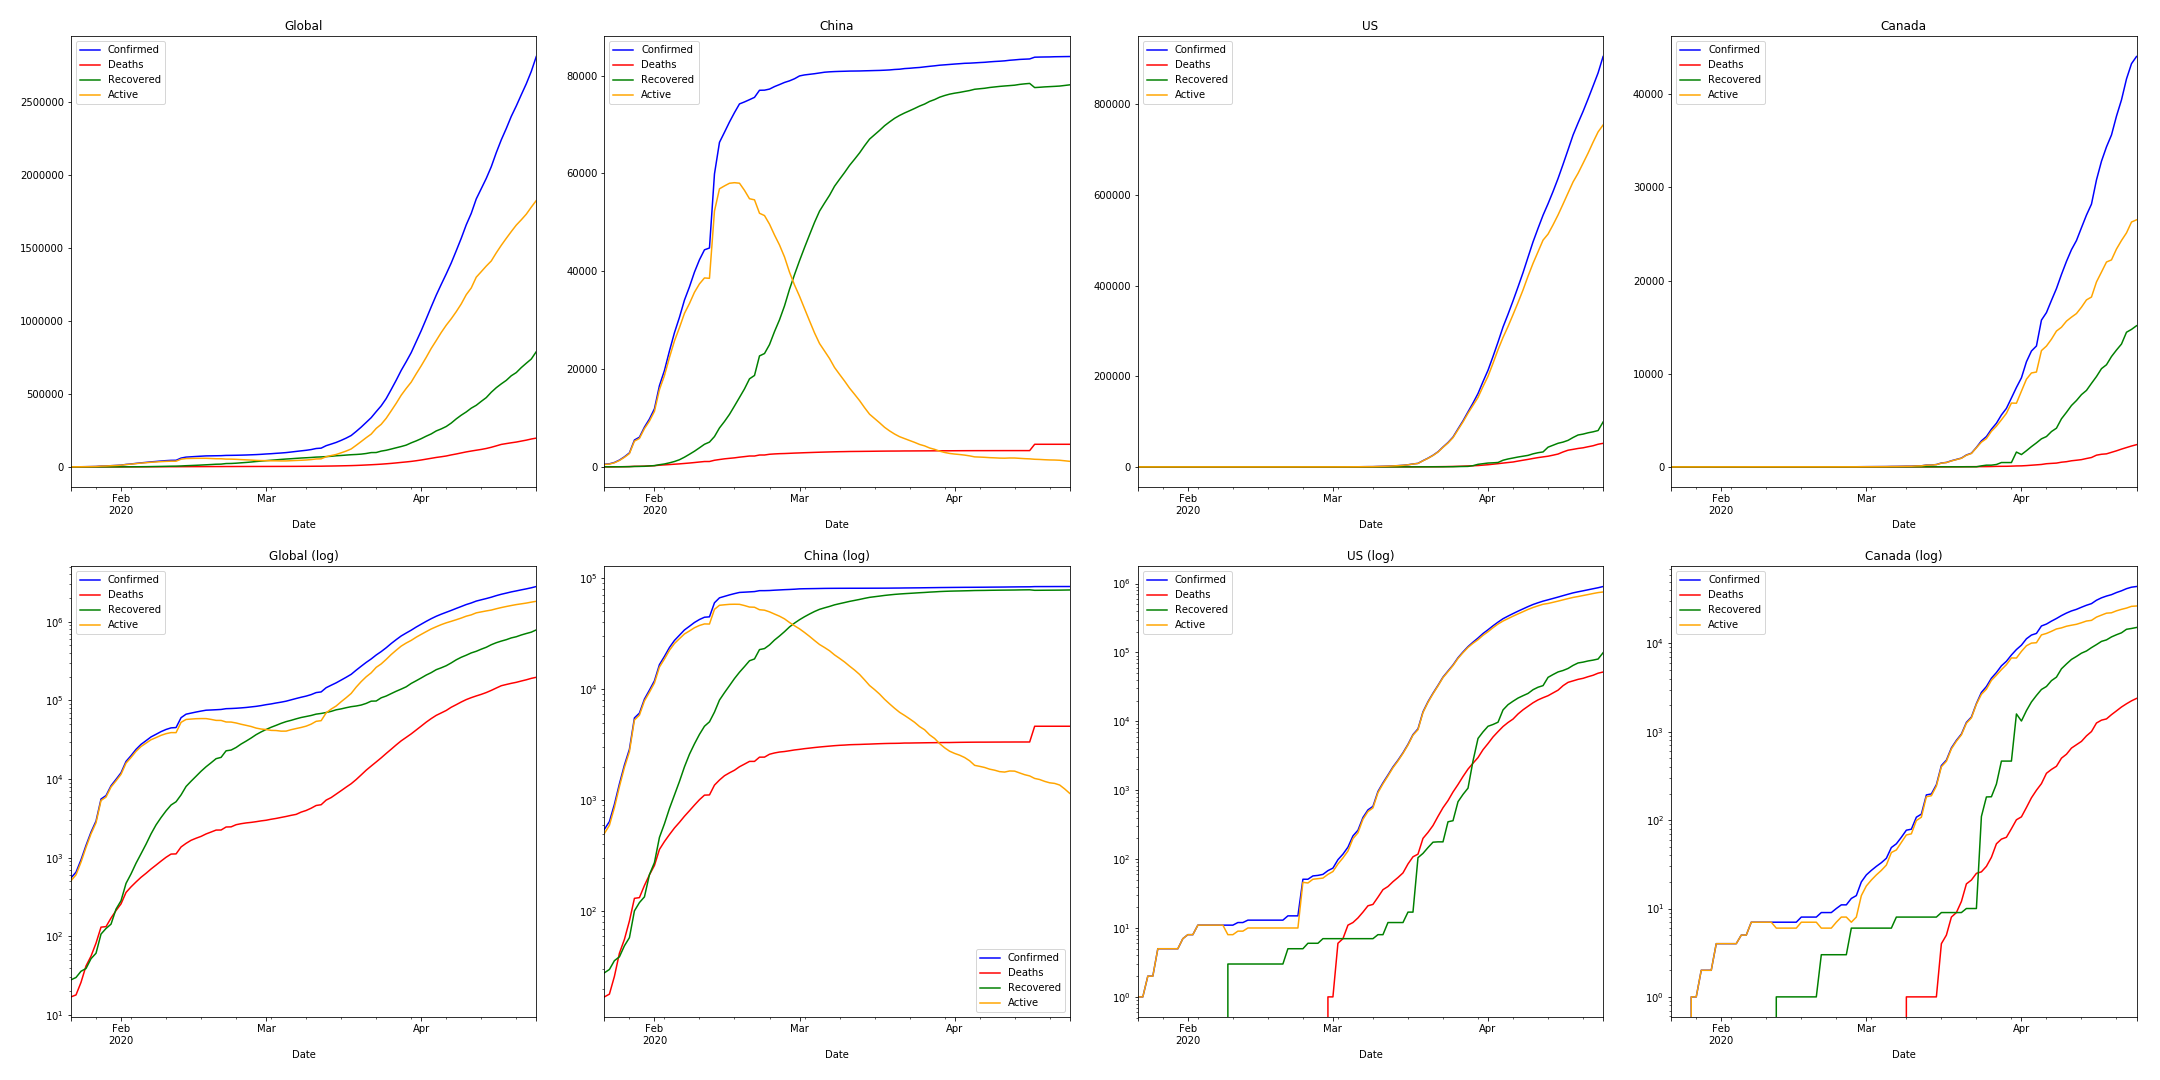 Global
Confirmed
Deaths
Recovered
Active
2500000
2000000
1500000
1000000
500000
0
Feb
2020
Mar
Apr
Date
China
Confirmed
Deaths
Recovered
Active
80000
60000
40000
20000
0
Feb
2020
Mar
Apr
Date
US
Confirmed
Deaths
Recovered
Active
800000
600000
400000
200000
0
Feb
2020
Mar
Apr
Date
Canada
Confirmed
Deaths
Recovered
Active
40000
30000
20000
10000
0
Feb
2020
Mar
Apr
Date
Global (log)
Confirmed
Deaths
Recovered
Active
10⁶
10⁵
10⁴
10³
10²
10¹
Feb
2020
Mar
Apr
Date
China (log)
10⁵
10⁴
10³
10²
Confirmed
Deaths
Recovered
Active
Feb
2020
Mar
Apr
Date
US (log)
Confirmed
Deaths
Recovered
Active
10⁶
10⁵
10⁴
10³
10²
10¹
10⁰
Feb
2020
Mar
Apr
Date
Canada (log)
Confirmed
Deaths
Recovered
Active
10⁴
10³
10²
10¹
10⁰
Feb
2020
Mar
Apr
Date